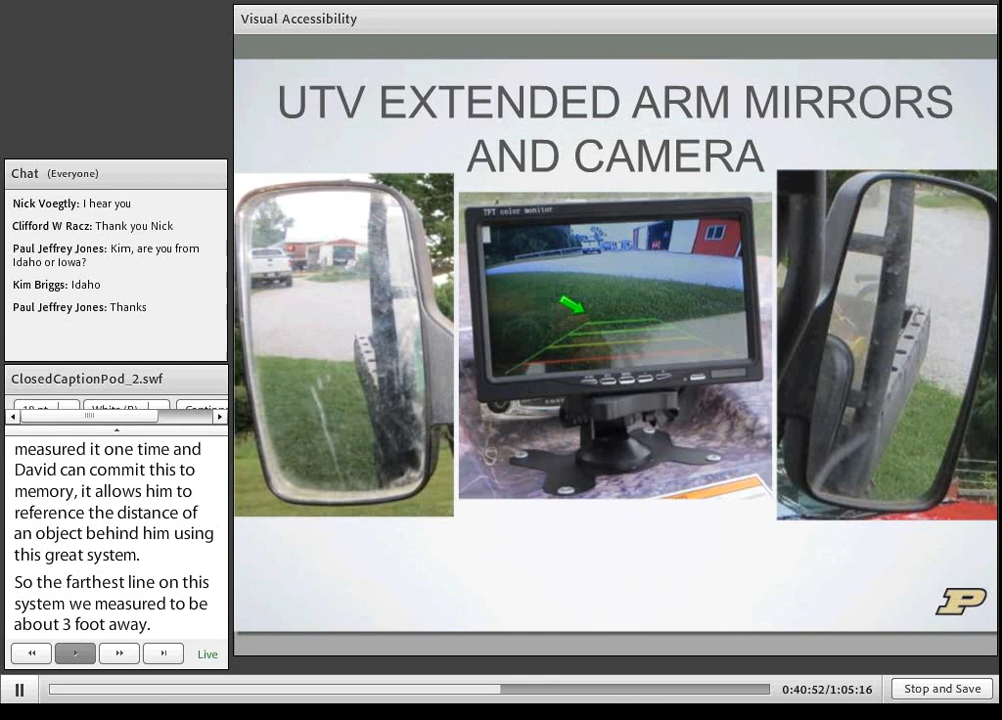 Visual Accessibility
UTV EXTENDED ARM MIRRORS
AND CAMERA
TFT color monitor
P
Chat (Everyone)
Nick Voegtly: I hear you
Clifford W Racz: Thank you Nick
Paul Jeffrey Jones: Kim, are you from
Idaho or Iowa?
Kim Briggs: Idaho
Paul Jeffrey Jones: Thanks
ClosedCaptionPod_2.swf
measured it one time and
David can commit this to
memory, it allows him to
reference the distance of
an object behind him using
this great system.
So the farthest line on this
system we measured to be
about 3 foot away.
Live
0:40:52/1:05:16
Stop and Save